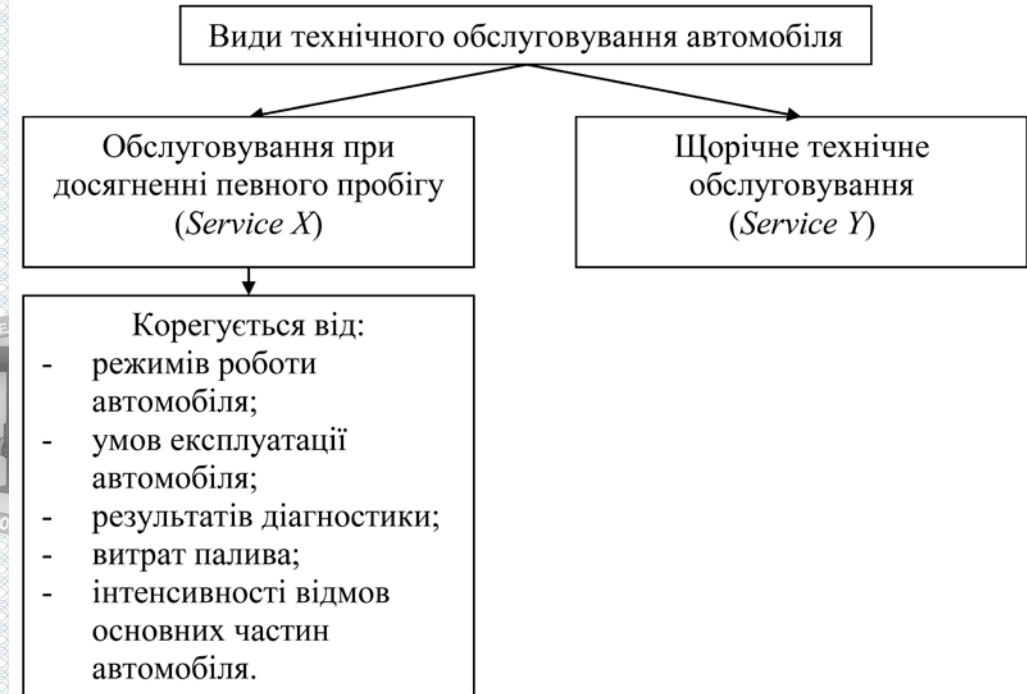 Види технічного обслуговування автомобіля
Обслуговування при
досягненні певного пробігу
(Service X)
Щорічне технічне
обслуговування
(Service Y)
Корегується від:
- режимів роботи
автомобіля;
- умов експлуатації
автомобіля;
- результатів діагностики;
- витрат палива;
- інтенсивності відмов
основних частин
автомобіля.